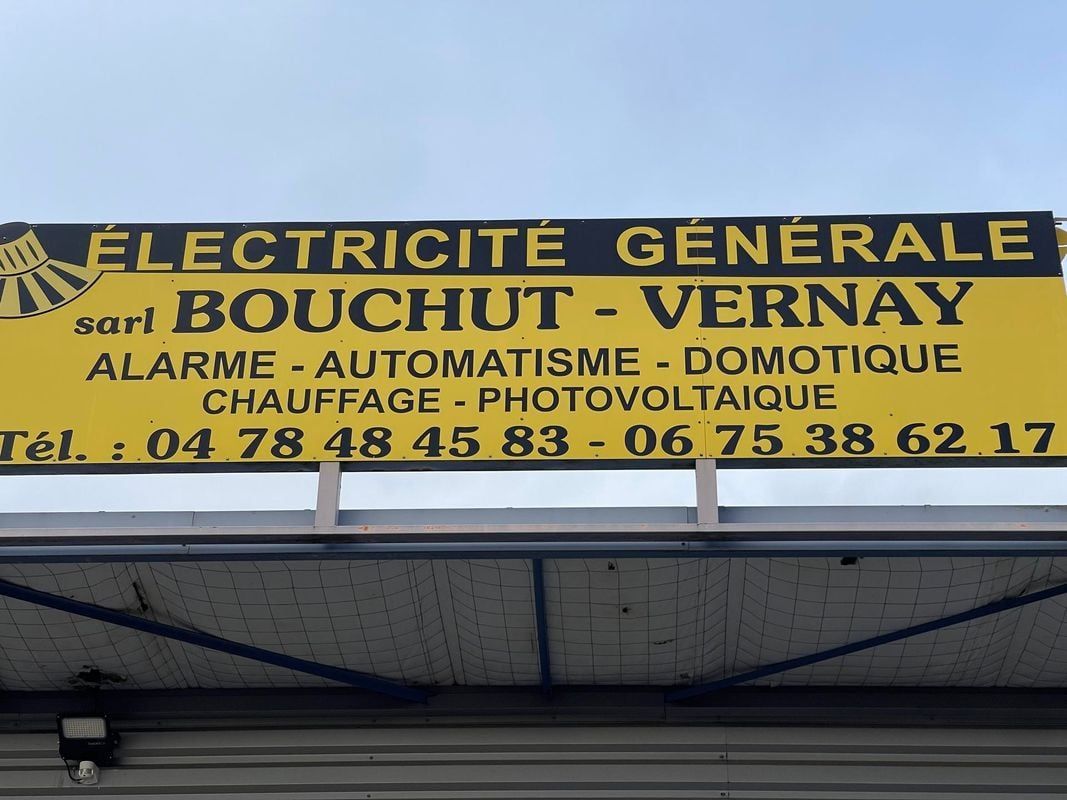 ÉLECTRICITÉ GÉNÉRALE
sarl BOUCHUT - VERNAY
ALARME - AUTOMATISME - DOMOTIQUE
CHAUFFAGE - PHOTOVOLTAIQUE
Tél. : 04 78 48 45 83 - 06 75 38 62 17